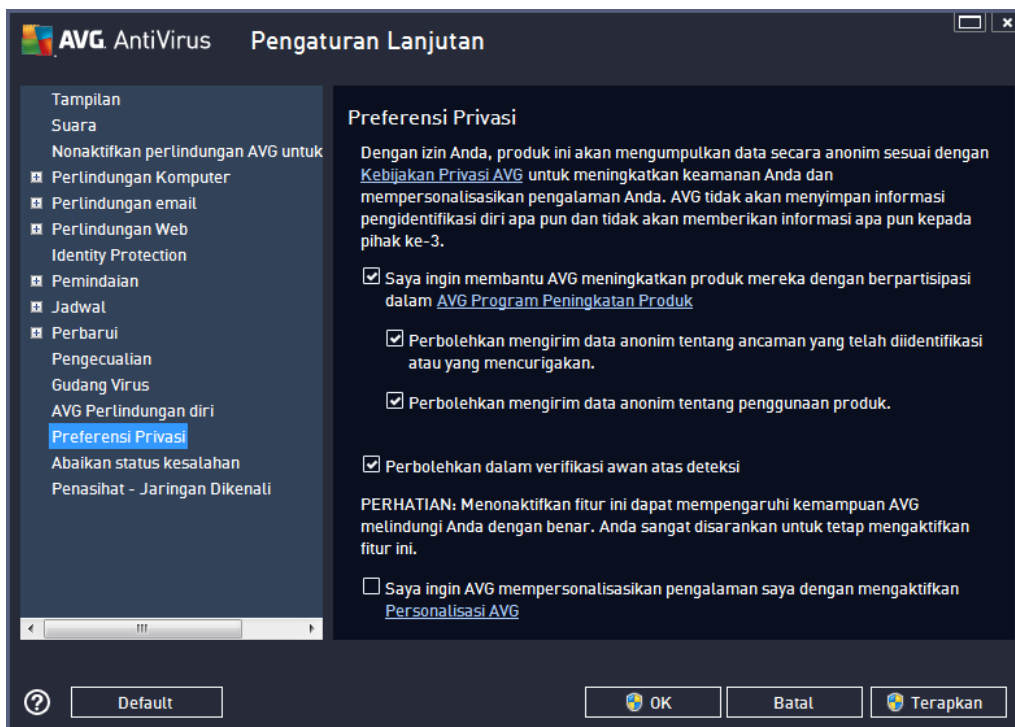 AVG. AntiVirus Pengaturan Lanjutan
Tampilan
Suara
Nonaktifkan perlindungan AVG untuk
Perlindungan Komputer
Perlindungan email
Perlindungan Web
Identity Protection
Pemindaian
Jadwal
Perbarui
Pengecualian
Gudang Virus
AVG Perlindungan diri
Preferensi Privasi
Abaikan status kesalahan
Penasihat - Jaringan Dikenali
Preferensi Privasi
Dengan izin Anda, produk ini akan mengumpulkan data secara anonim sesuai dengan
Kebijakan Privasi AVG untuk meningkatkan keamanan Anda dan
mempersonalisasikan pengalaman Anda. AVG tidak akan menyimpan informasi
pengidentifikasi diri apa pun dan tidak akan memberikan informasi apa pun kepada
pihak ke-3.
Saya ingin membantu AVG meningkatkan produk mereka dengan berpartisipasi
dalam AVG Program Peningkatan Produk
Perbolehkan mengirim data anonim tentang ancaman yang telah diidentifikasi
atau yang mencurigakan.
Perbolehkan mengirim data anonim tentang penggunaan produk.
Perbolehkan dalam verifikasi awan atas deteksi
PERHATIAN: Menonaktifkan fitur ini dapat mempengaruhi kemampuan AVG
melindungi Anda dengan benar. Anda sangat disarankan untuk tetap mengaktifkan
fitur ini.
Saya ingin AVG mempersonalisasikan pengalaman saya dengan mengaktifkan
Personalisasi AVG
Default
OK
Batal
Terapkan